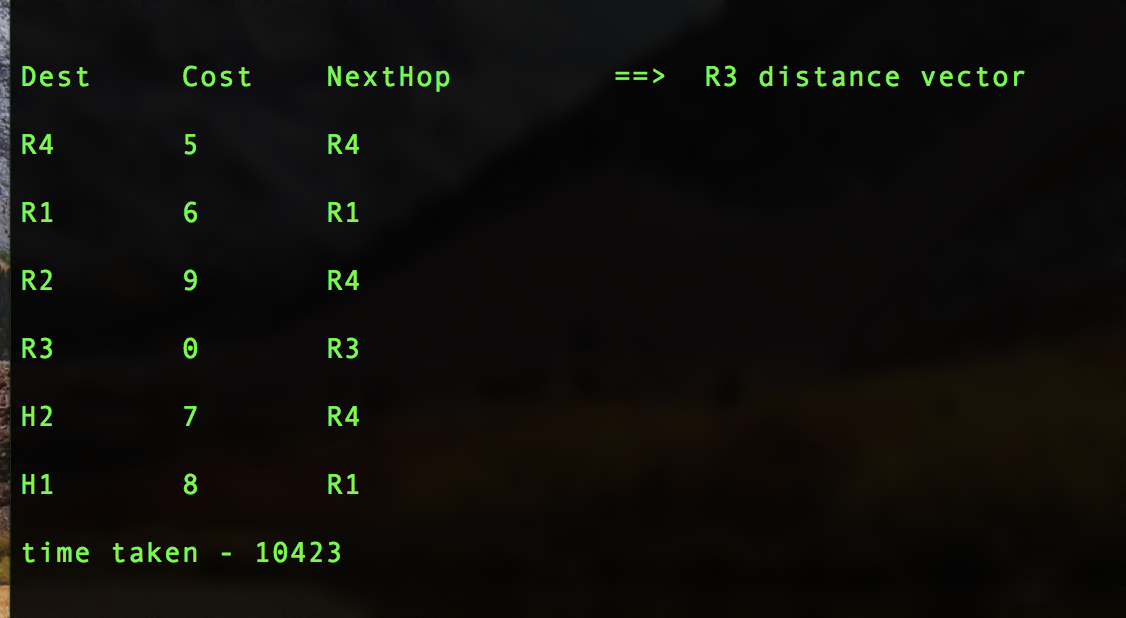 Dest Cost NextHop ==> R3 distance vector
R4 5 R4
R1 6 R1
R2 9 R4
R3 0 R3
H2 7 R4
H1 8 R1
time taken - 10423